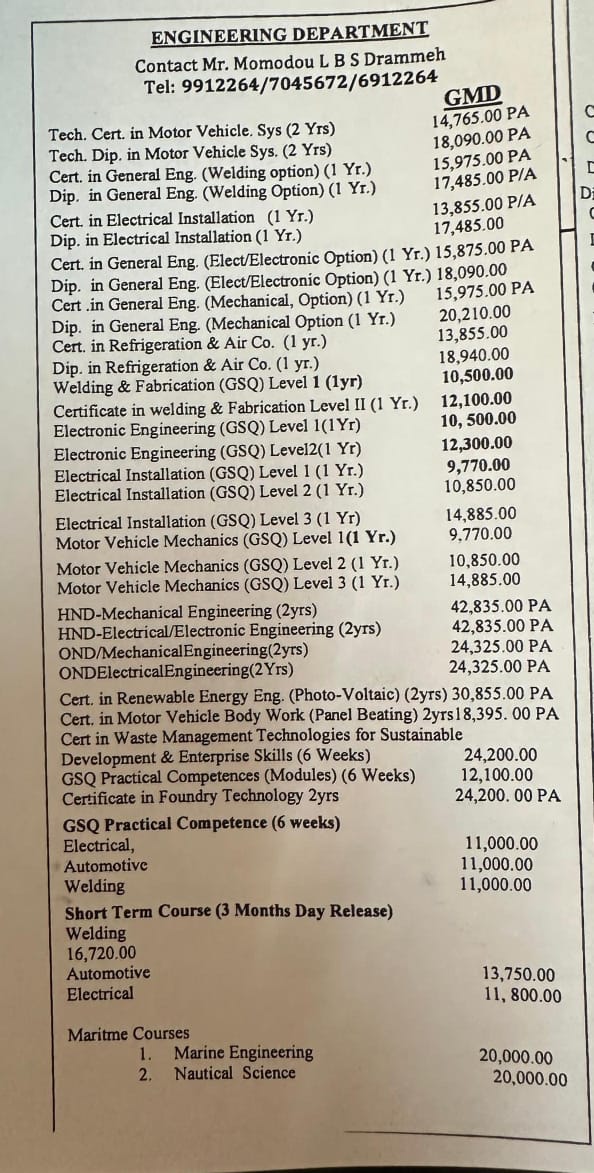 ENGINEERING DEPARTMENT
Contact Mr. Momodou L B S Drammeh
Tel: 9912264/7045672/6912264
GMD
Tech. Cert. in Motor Vehicle. Sys (2 Yrs) 14,765.00 PA
Tech. Dip. in Motor Vehicle Sys. (2 Yrs) 18,090.00 PA
Cert. in General Eng. (Welding option) (1 Yr.) 15,975.00 PA
Dip. in General Eng. (Welding Option) (1 Yr.) 17,485.00 P/A
Cert. in Electrical Installation (1 Yr.) 13,855.00 P/A
Dip. in Electrical Installation (1 Yr.) 17,485.00
Cert. in General Eng. (Elect/Electronic Option) (1 Yr.) 15,875.00 PA
Dip. in General Eng. (Elect/Electronic Option) (1 Yr.) 18,090.00
Cert .in General Eng. (Mechanical, Option) (1 Yr.) 15,975.00 PA
Dip. in General Eng. (Mechanical Option (1 Yr.) 20,210.00
Cert. in Refrigeration & Air Co. (1 yr.) 13,855.00
Dip. in Refrigeration & Air Co. (1 yr.) 18,940.00
Welding & Fabrication (GSQ) Level 1 (1yr) 10,500.00
Certificate in welding & Fabrication Level II (1 Yr.) 12,100.00
Electronic Engineering (GSQ) Level 1(1Yr) 10, 500.00
Electronic Engineering (GSQ) Level2(1 Yr) 12,300.00
Electrical Installation (GSQ) Level 1 (1 Yr.) 9,770.00
Electrical Installation (GSQ) Level 2 (1 Yr.) 10,850.00
Electrical Installation (GSQ) Level 3 (1 Yr) 14,885.00
Motor Vehicle Mechanics (GSQ) Level 1(1 Yr.) 9,770.00
Motor Vehicle Mechanics (GSQ) Level 2 (1 Yr.) 10,850.00
Motor Vehicle Mechanics (GSQ) Level 3 (1 Yr.) 14,885.00
HND-Mechanical Engineering (2yrs) 42,835.00 PA
HND-Electrical/Electronic Engineering (2yrs) 42,835.00 PA
OND/MechanicalEngineering(2yrs) 24,325.00 PA
ONDElectricalEngineering(2Yrs) 24,325.00 PA
Cert. in Renewable Energy Eng. (Photo-Voltaic) (2yrs) 30,855.00 PA
Cert. in Motor Vehicle Body Work (Panel Beating) 2yrs18,395. 00 PA
Cert in Waste Management Technologies for Sustainable
Development & Enterprise Skills (6 Weeks) 24,200.00
GSQ Practical Competences (Modules) (6 Weeks) 12,100.00
Certificate in Foundry Technology 2yrs 24,200. 00 PA
GSQ Practical Competence (6 weeks)
Electrical, 11,000.00
Automotive 11,000.00
Welding 11,000.00
Short Term Course (3 Months Day Release)
Welding
16,720.00
Automotive 13,750.00
Electrical 11, 800.00
Maritme Courses
1. Marine Engineering 20,000.00
2. Nautical Science 20,000.00